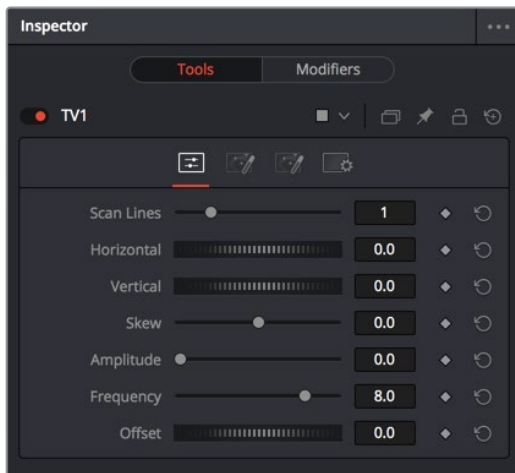 Inspector
Tools Modifiers
TV1
Scan Lines 1
Horizontal 0.0
Vertical 0.0
Skew 0.0
Amplitude 0.0
Frequency 8.0
Offset 0.0